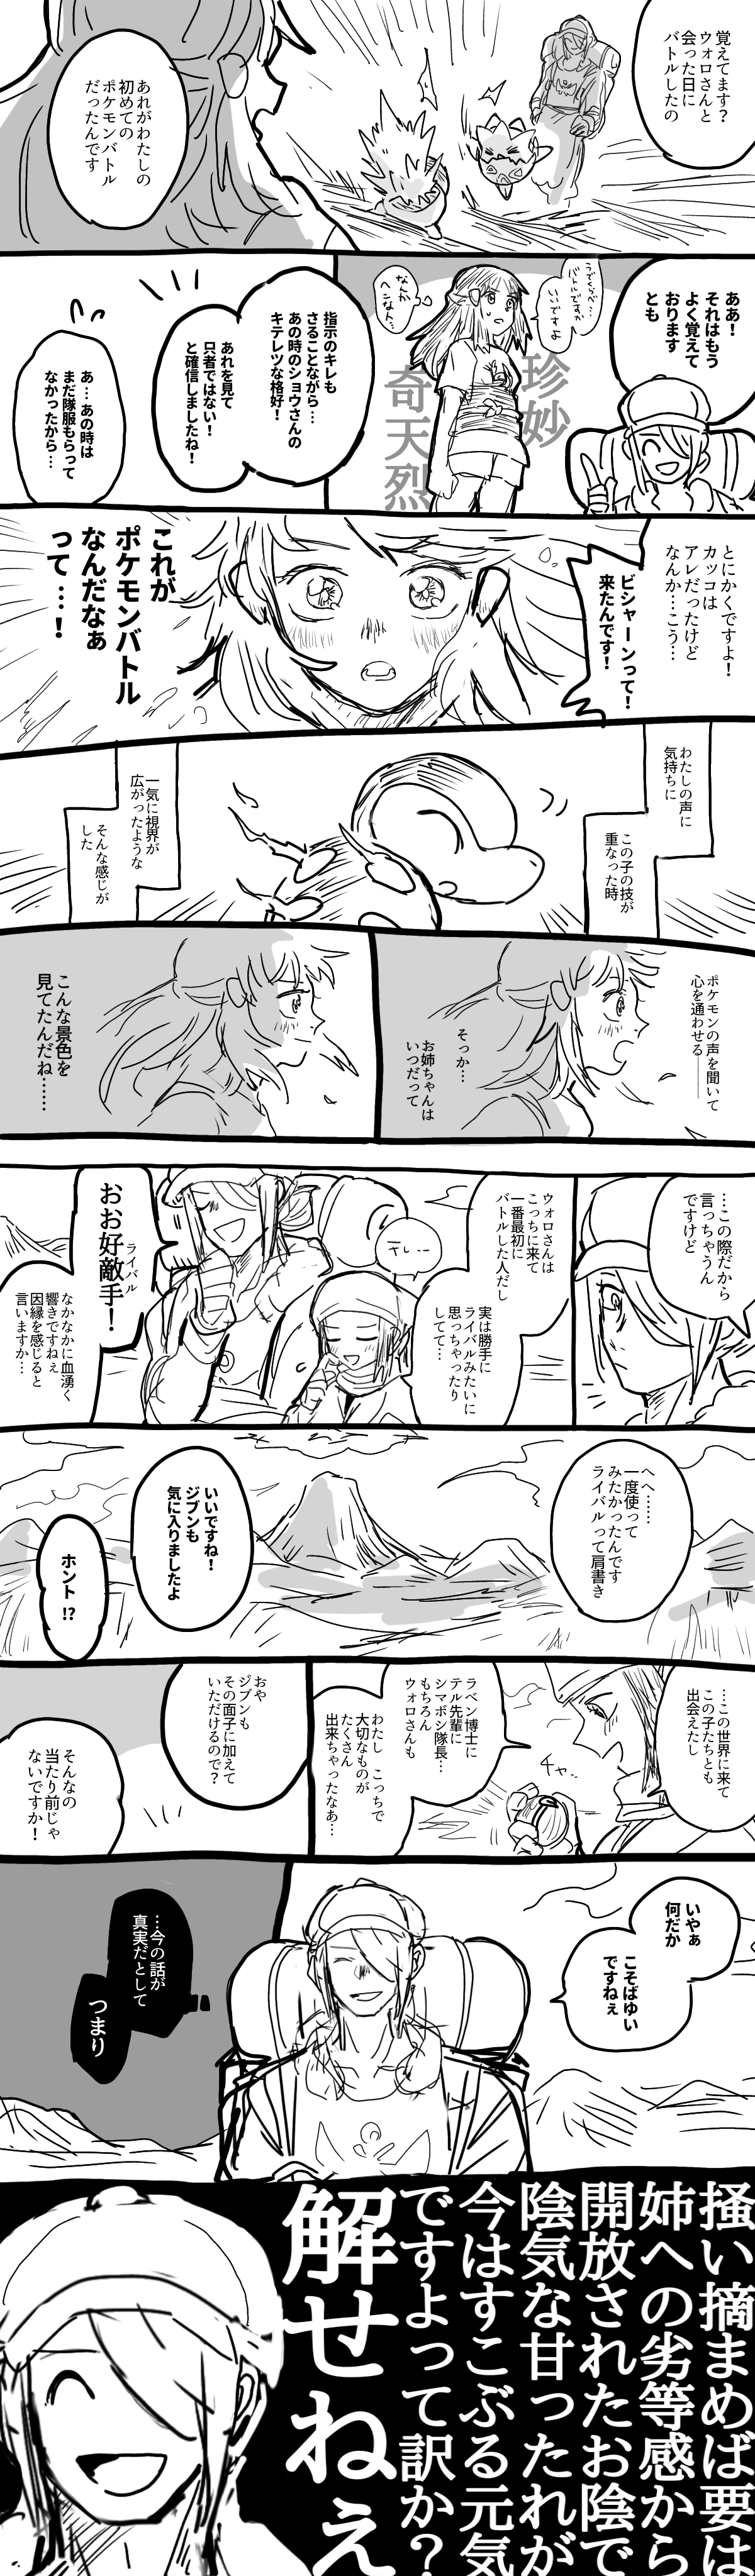 覚えてます？
ウォロさんと
会った日に
バトルしたの
あれがわたしの
初めての
ポケモンバトル
だったんです
ああ！
それはもう
よく覚えて
おります
とも
うでくらべ…
バトルですか
いいですよ
なんか
ヘンなん…
珍妙
奇天烈
指示のキレも
さることながら…
あの時のショウさんの
キテレツな格好！
あれを見て
只者ではない！
と確信しましたね！
あ…あの時は
まだ隊服もらって
なかったから…
とにかくですよ！
カッコは
アレだったけど
なんか…こう…
ビシャーンって！
来たんです！
これが
ポケモンバトル
なんだなぁ
って…！
わたしの声に
気持ちに
この子の技が
重なった時
一気に視界が
広がったような
そんな感じが
した
ポケモンの声を聞いて
心を通わせる――
そっか…
お姉ちゃんは
いつだって
こんな景色を
見てたんだね……
…この際だから
言っちゃうん
ですけど
ウォロさんは
こっちに来て
一番最初に
バトルした人だし
実は勝手に
ライバルみたいに
思っちゃったり
してて…
テレ…
おお好敵手！
ライバル
なかなかに血湧く
響きですねぇ
因縁を感じると
言いますか…
へへ……
一度使って
みたかったんです
ライバルって肩書き
いいですね！
ジブンも
気に入りましたよ
ホント！？
…この世界に来て
この子たちとも
出会えたし
チャ…
ラベン博士に
テル先輩に
シマボシ隊長…
もちろん
ウォロさんも
わたし　こっちで
大切なものが
たくさん
出来ちゃったなあ…
おや
ジブンも
その面子に加えて
いただけるので？
そんなの
当たり前じゃ
ないですか！
いやぁ
何だか
こそばゆい
ですねぇ
…今の話が
真実だとして
つまり
掻い摘まめば要は
姉への劣等感から
開放されたお陰で
陰気な甘ったれが
今はすこぶる元気
ですよって訳か？
解せねぇ